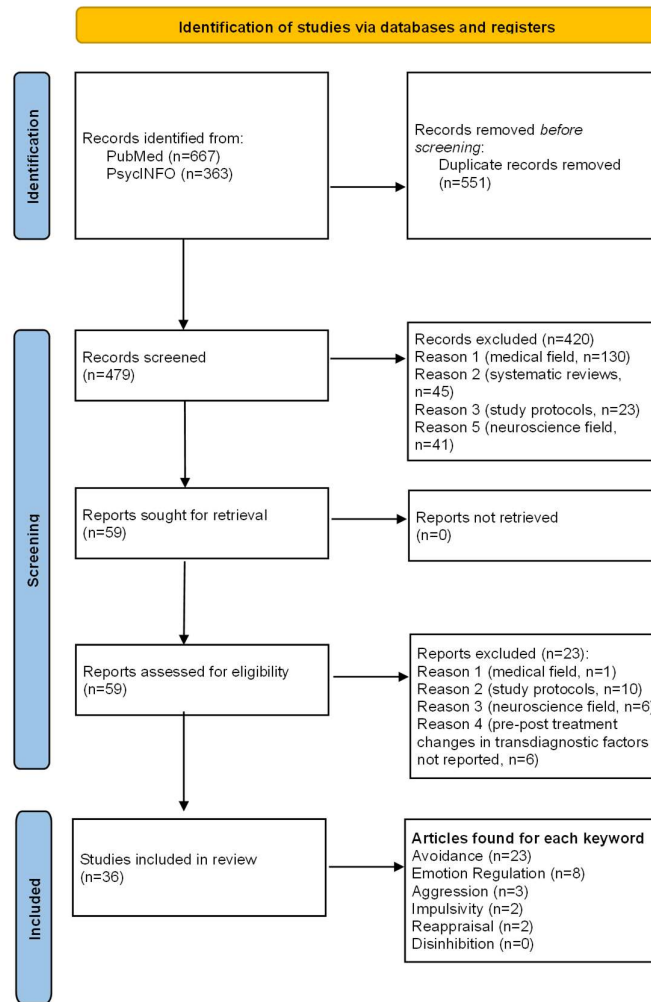 Identification of studies via databases and registers
Identification
Records identified from:
PubMed (n=667)
PsycINFO (n=363)
Records removed before
screening:
Duplicate records removed
(n=551)
Screening
Records screened
(n=479)
Records excluded (n=420)
Reason 1 (medical field, n=130)
Reason 2 (systematic reviews,
n=45)
Reason 3 (study protocols, n=23)
Reason 5 (neuroscience field,
n=41)
Reports sought for retrieval
(n=59)
Reports not retrieved
(n=0)
Reports assessed for eligibility
(n=59)
Reports excluded (n=23):
Reason 1 (medical field, n=1)
Reason 2 (study protocols, n=10)
Reason 3 (neuroscience field, n=6)
Reason 4 (pre-post treatment
changes in transdiagnostic factors
not reported, n=6)
Included
Studies included in review
(n=36)
Articles found for each keyword
Avoidance (n=23)
Emotion Regulation (n=8)
Aggression (n=3)
Impulsivity (n=2)
Reappraisal (n=2)
Disinhibition (n=0)